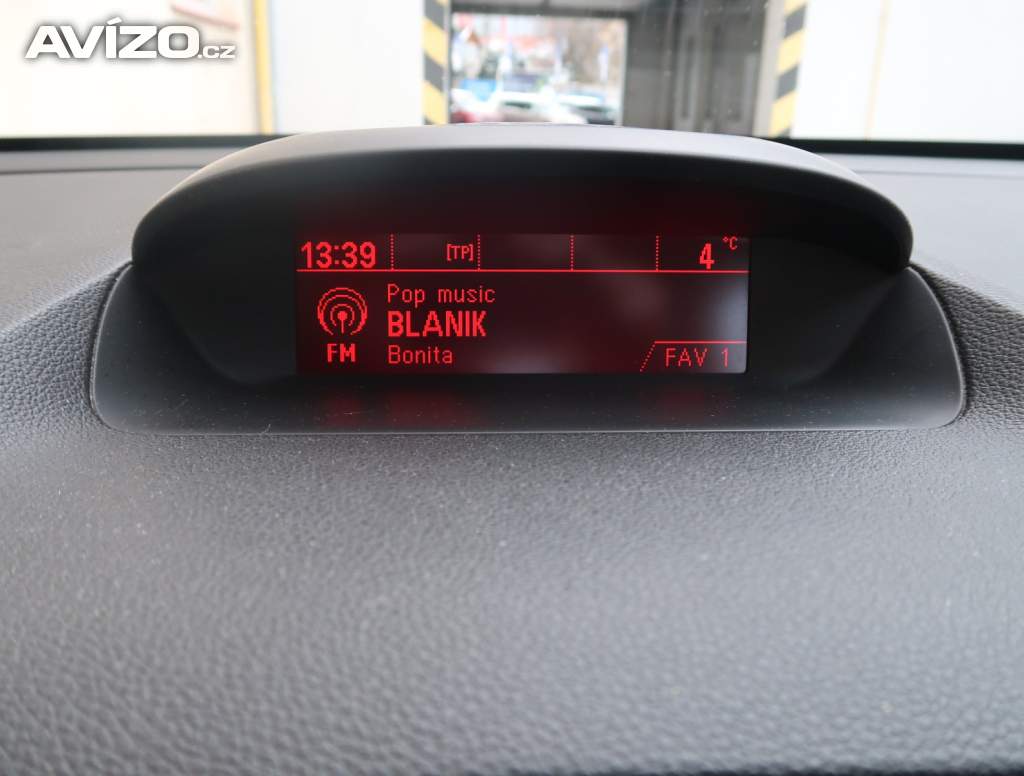 AVÍZO.cz
13:39 [TP] 4 °C
Pop music
BLANIK
FM Bonita FAV 1